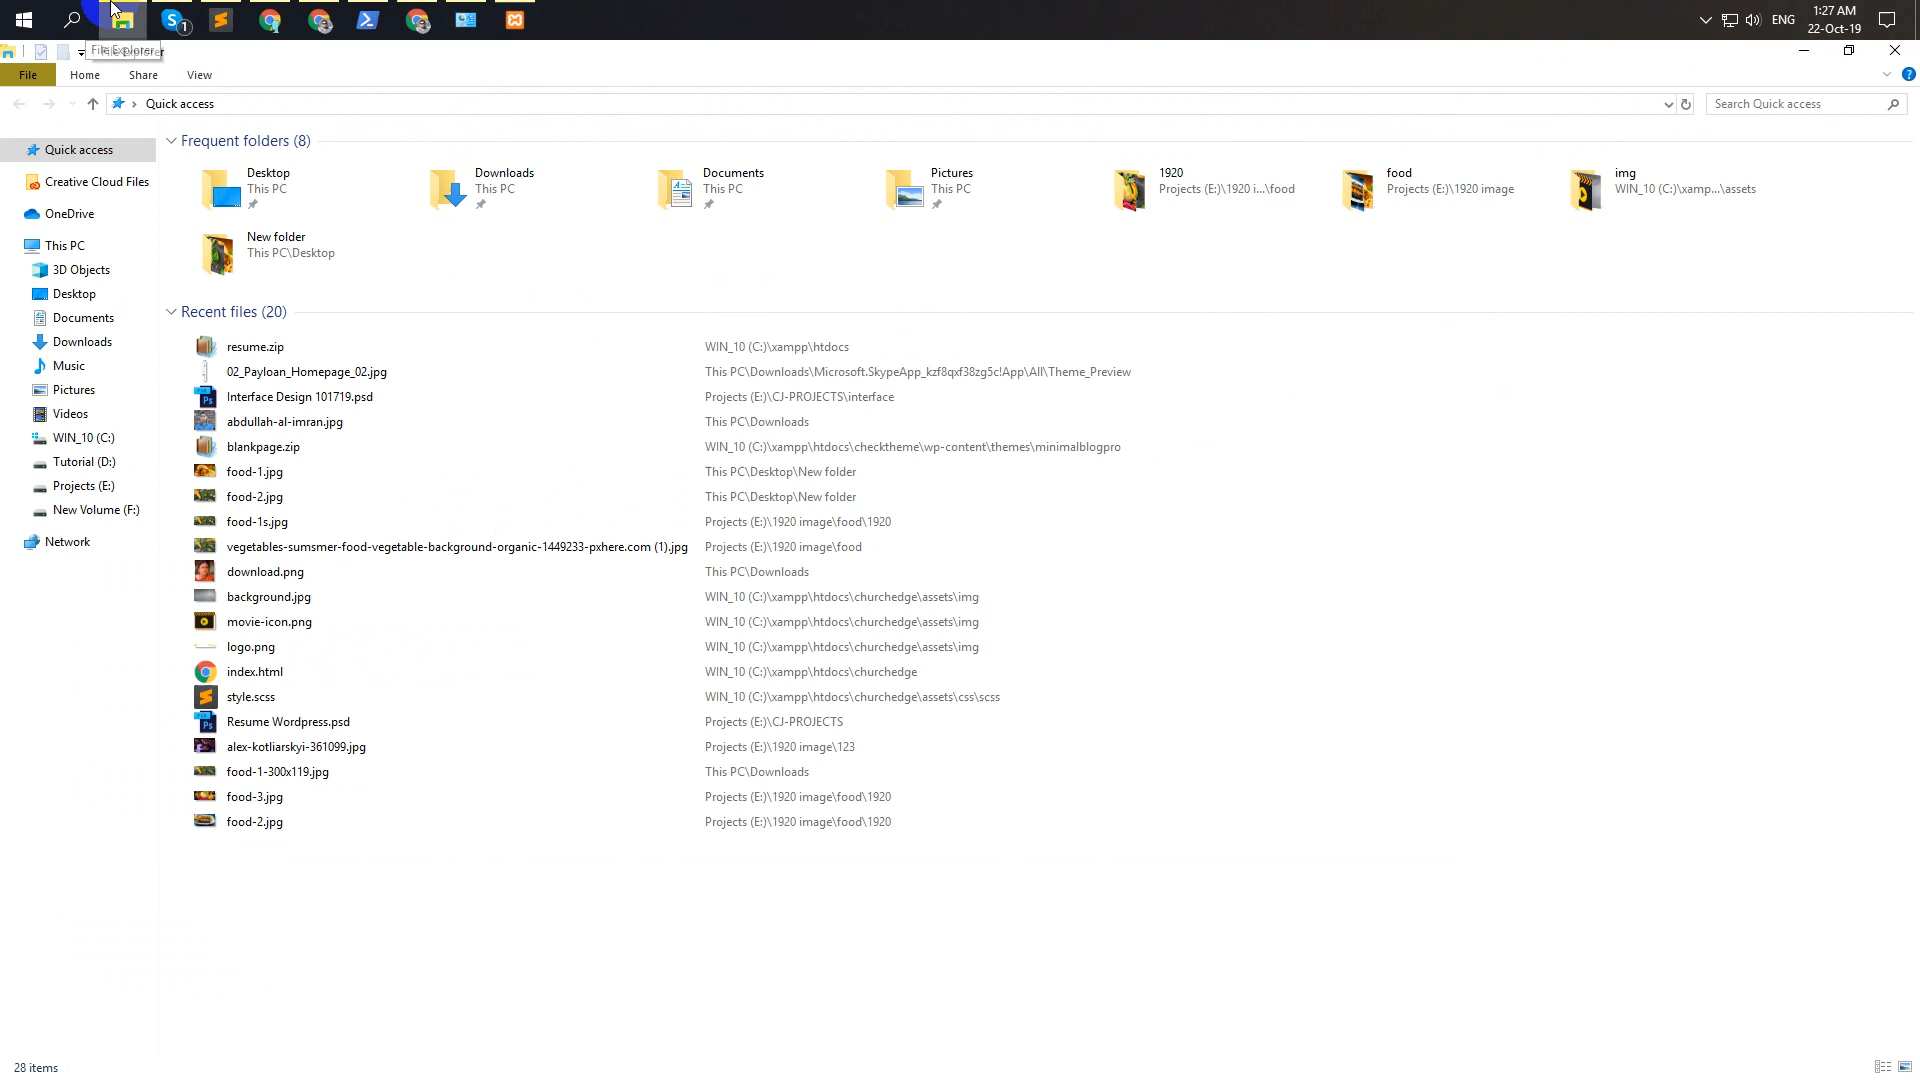 1
ENG
1:27 AM
22-Oct-19
File Explorer
File
Home
Share
View
Quick access
Search Quick access
Quick access
Creative Cloud Files
OneDrive
This PC
3D Objects
Desktop
Documents
Downloads
Music
Pictures
Videos
WIN_10 (C:)
Tutorial (D:)
Projects (E:)
New Volume (F:)
Network
Frequent folders (8)
Desktop
This PC
Downloads
This PC
Documents
This PC
Pictures
This PC
1920
Projects (E:)\1920 i...\food
food
Projects (E:)\1920 image
img
WIN_10 (C:)\xamp...\assets
New folder
This PC\Desktop
Recent files (20)
resume.zip WIN_10 (C:)\xampp\htdocs
02_Payloan_Homepage_02.jpg This PC\Downloads\Microsoft.SkypeApp_kzf8qxf38zg5c!App\All\Theme_Preview
Interface Design 101719.psd Projects (E:)\CJ-PROJECTS\interface
abdullah-al-imran.jpg This PC\Downloads
blankpage.zip WIN_10 (C:)\xampp\htdocs\checktheme\wp-content\themes\minimalblogpro
food-1.jpg This PC\Desktop\New folder
food-2.jpg This PC\Desktop\New folder
food-1s.jpg Projects (E:)\1920 image\food\1920
vegetables-sumsmer-food-vegetable-background-organic-1449233-pxhere.com (1).jpg Projects (E:)\1920 image\food
download.png This PC\Downloads
background.jpg WIN_10 (C:)\xampp\htdocs\churchedge\assets\img
movie-icon.png WIN_10 (C:)\xampp\htdocs\churchedge\assets\img
logo.png WIN_10 (C:)\xampp\htdocs\churchedge\assets\img
index.html WIN_10 (C:)\xampp\htdocs\churchedge
style.scss WIN_10 (C:)\xampp\htdocs\churchedge\assets\css\scss
Resume Wordpress.psd Projects (E:)\CJ-PROJECTS
alex-kotliarskyi-361099.jpg Projects (E:)\1920 image\123
food-1-300x119.jpg This PC\Downloads
food-3.jpg Projects (E:)\1920 image\food\1920
food-2.jpg Projects (E:)\1920 image\food\1920
28 items